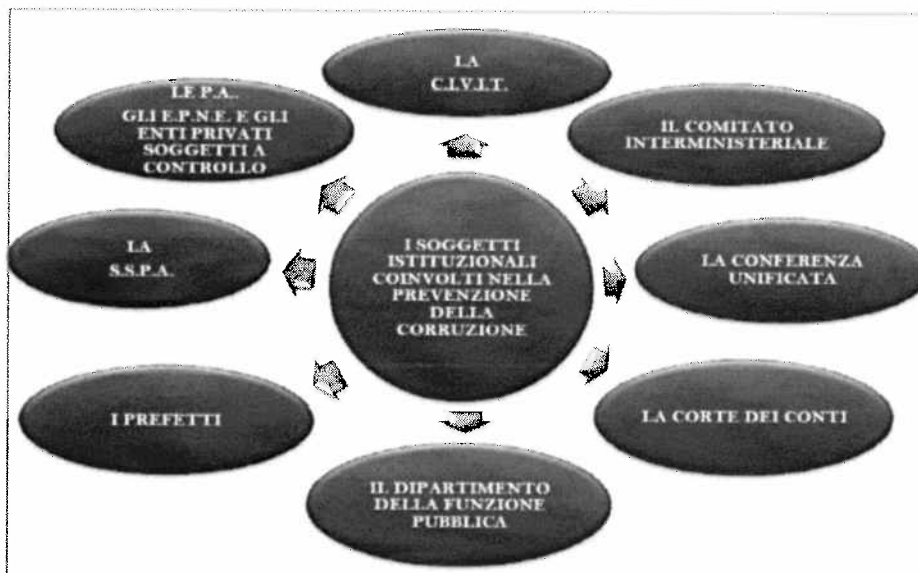 LA
C.I.V.I.T.
IL COMITATO
INTERMINISTERIALE
LA CONFERENZA
UNIFICATA
LA CORTE DEI CONTI
IL DIPARTIMENTO
DELLA FUNZIONE
PUBBLICA
I PREFETTI
LA
S.S.P.A.
LE P.A..
GLI E.P.N.E. E GLI
ENTI PRIVATI
SOGGETTI A
CONTROLLO
I SOGGETTI
ISTITUZIONALI
COINVOLTI NELLA
PREVENZIONE
DELLA
CORRUZIONE